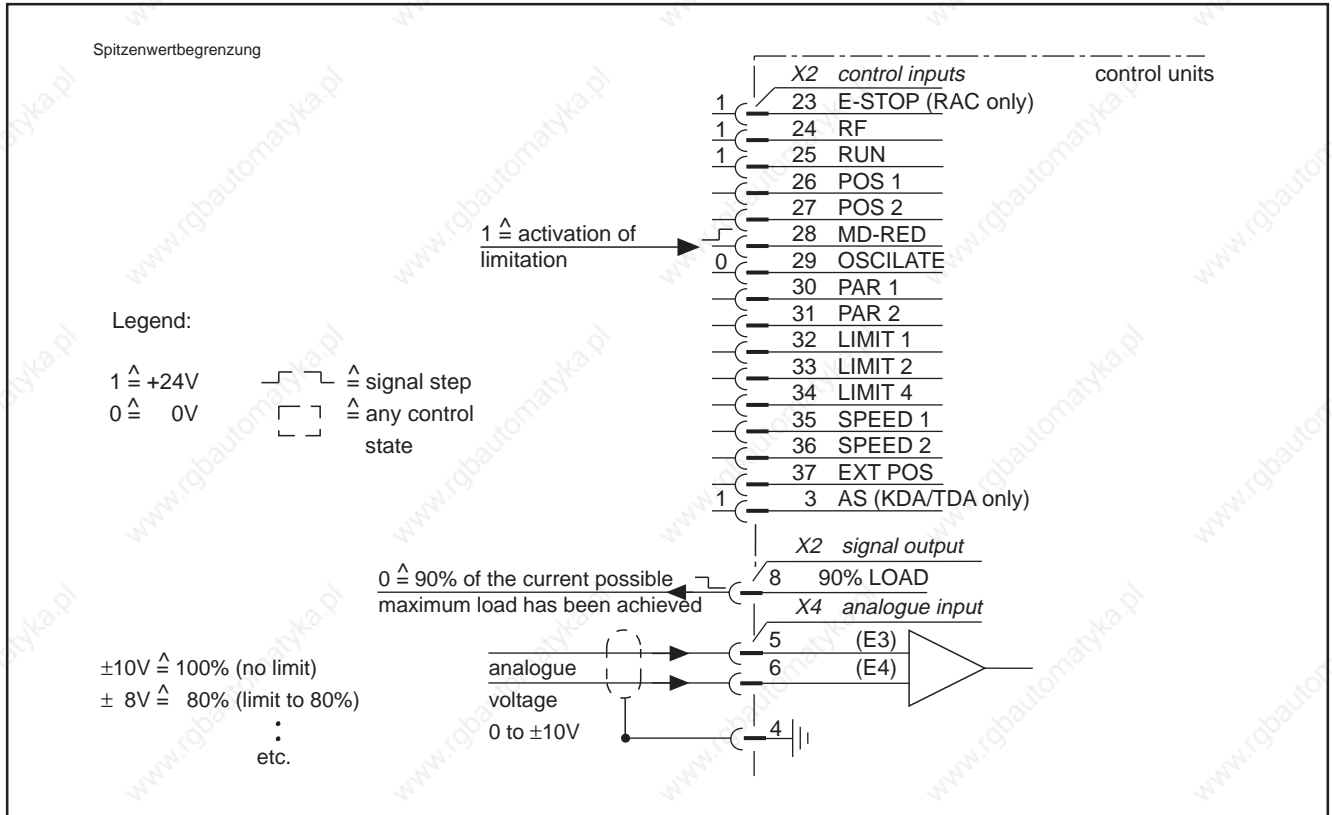 Spitzenwertbegrenzung
control units
X2 control inputs
1 23 E-STOP (RAC only)
1 24 RF
1 25 RUN
26 POS 1
27 POS 2
1 ≙ activation of
limitation
28 MD-RED
0 29 OSCILATE
30 PAR 1
31 PAR 2
32 LIMIT 1
33 LIMIT 2
34 LIMIT 4
35 SPEED 1
36 SPEED 2
37 EXT POS
1 3 AS (KDA/TDA only)
Legend:
1 ≙ +24V
0 ≙ 0V
≙ signal step
≙ any control
state
X2 signal output
0 ≙ 90% of the current possible
maximum load has been achieved
8 90% LOAD
X4 analogue input
5 (E3)
6 (E4)
4
analogue
voltage
0 to ±10V
±10V ≙ 100% (no limit)
± 8V ≙ 80% (limit to 80%)
:
etc.
www.rgbautomatyka.pl